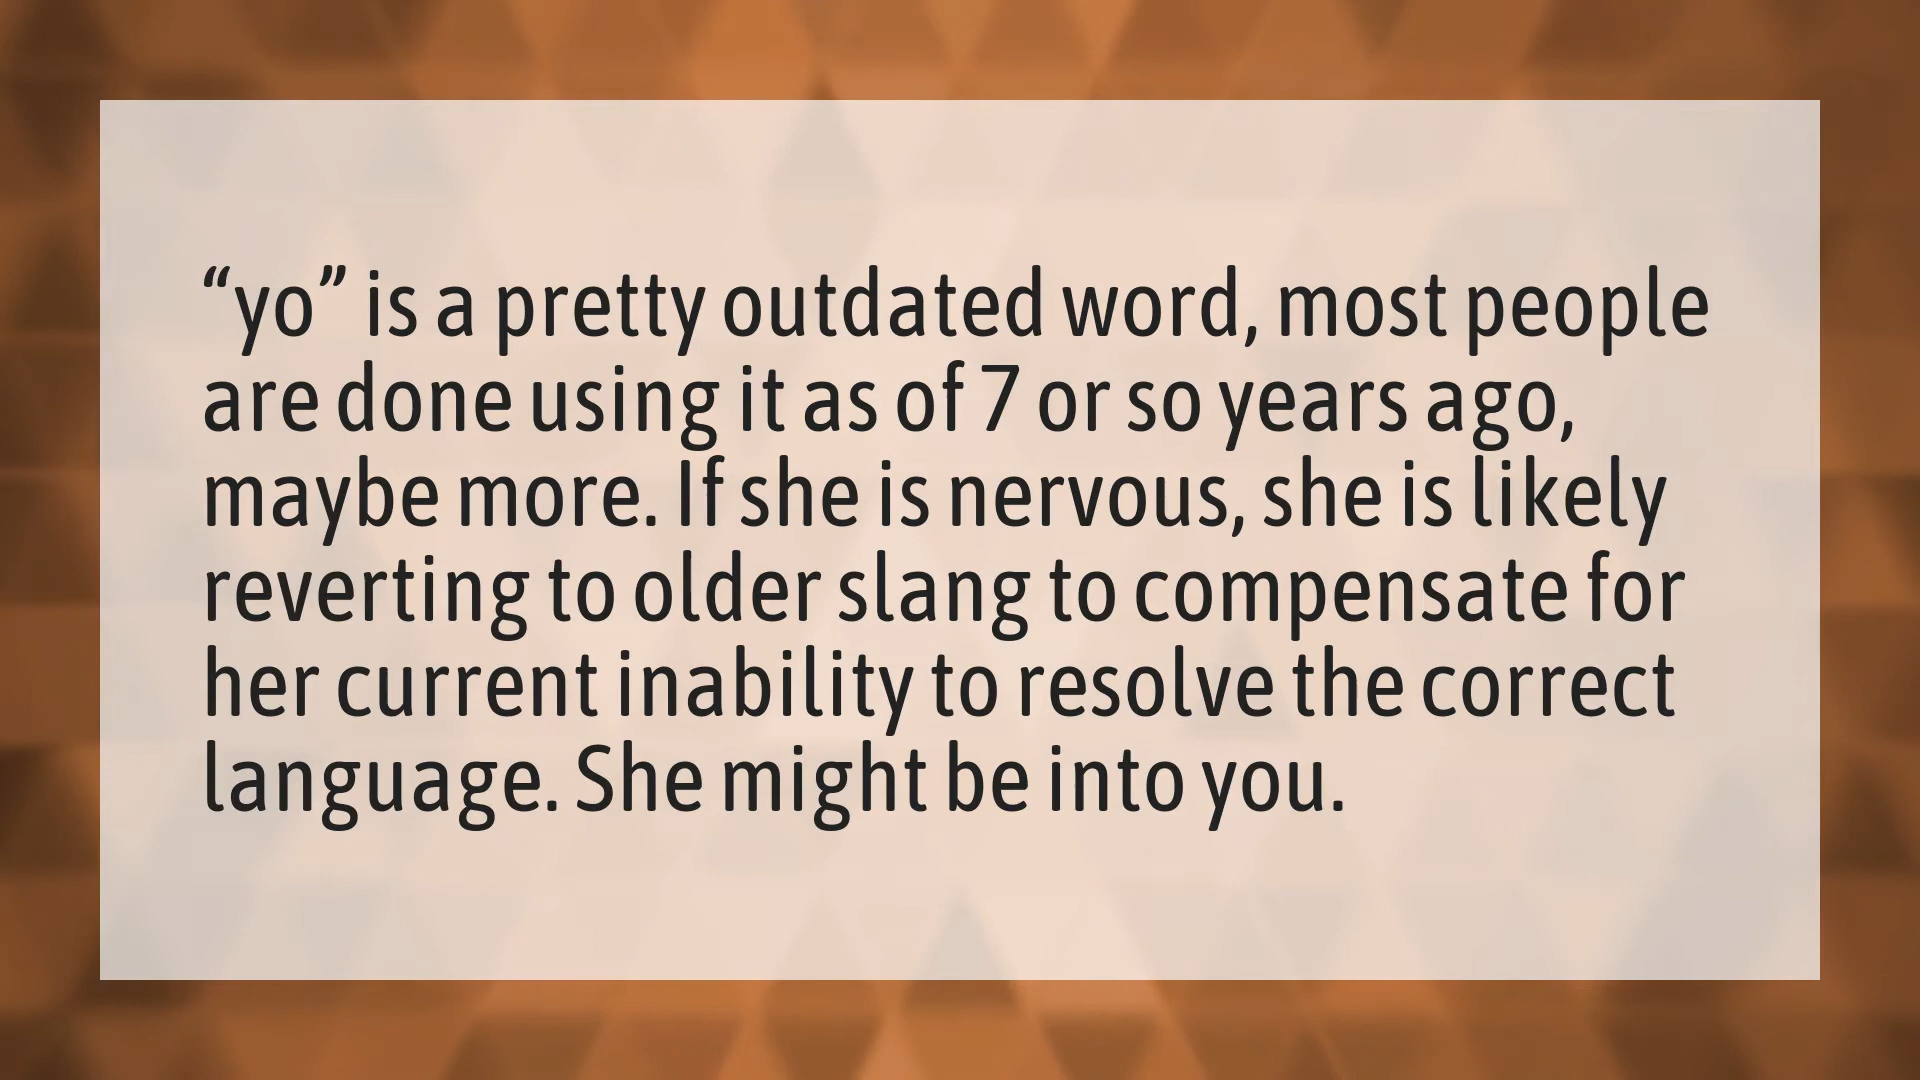 “yo” is a pretty outdated word, most people
are done using it as of 7 or so years ago,
maybe more. If she is nervous, she is likely
reverting to older slang to compensate for
her current inability to resolve the correct
language. She might be into you.